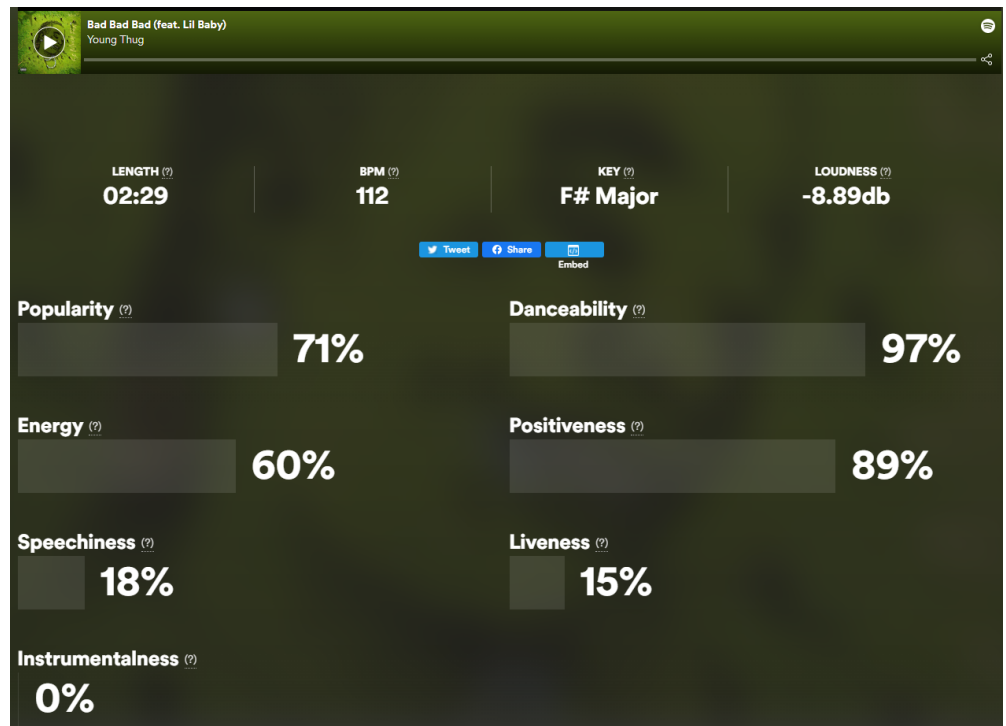 Bad Bad Bad (feat. Lil Baby)
Young Thug
LENGTH (?)
02:29
BPM (?)
112
KEY (?)
F# Major
LOUDNESS (?)
-8.89db
Tweet
Share
Embed
Popularity (?)
71%
Danceability (?)
97%
Energy (?)
60%
Positiveness (?)
89%
Speechiness (?)
18%
Liveness (?)
15%
Instrumentalness (?)
0%